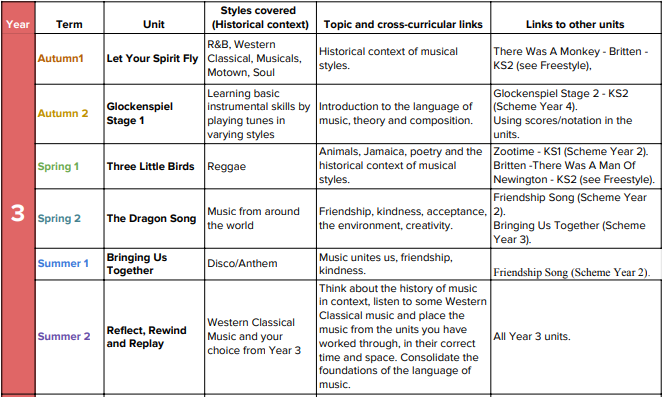 Year
Term
Unit
Styles covered
(Historical context)
Topic and cross-curricular links
Links to other units
3
Autumn1
Let Your Spirit Fly
R&B, Western
Classical, Musicals,
Motown, Soul
Historical context of musical
styles.
There Was A Monkey - Britten -
KS2 (see Freestyle),
Autumn 2
Glockenspiel
Stage 1
Learning basic
instrumental skills by
playing tunes in
varying styles
Introduction to the language of
music, theory and composition.
Glockenspiel Stage 2 - KS2
(Scheme Year 4).
Using scores/notation in the
units.
Spring 1
Three Little Birds
Reggae
Animals, Jamaica, poetry and the
historical context of musical
styles.
Zootime - KS1 (Scheme Year 2).
Britten -There Was A Man Of
Newington - KS2 (see Freestyle).
Spring 2
The Dragon Song
Music from around
the world
Friendship, kindness, acceptance,
the environment, creativity.
Friendship Song (Scheme Year
2).
Bringing Us Together (Scheme
Year 3).
Summer 1
Bringing Us
Together
Disco/Anthem
Music unites us, friendship,
kindness.
Friendship Song (Scheme Year 2).
Summer 2
Reflect, Rewind
and Replay
Western Classical
Music and your
choice from Year 3
Think about the history of music
in context, listen to some Western
Classical music and place the
music from the units you have
worked through, in their correct
time and space. Consolidate the
foundations of the language of
music.
All Year 3 units.